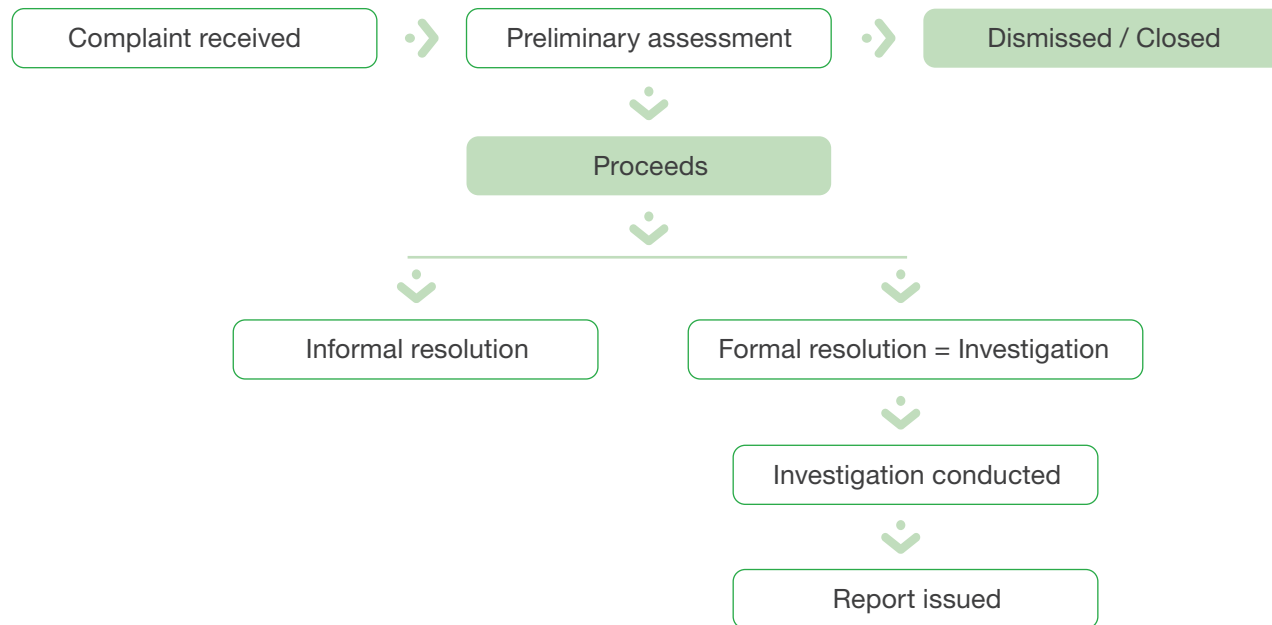 Complaint received
Preliminary assessment
Dismissed / Closed
Proceeds
Informal resolution
Formal resolution = Investigation
Investigation conducted
Report issued